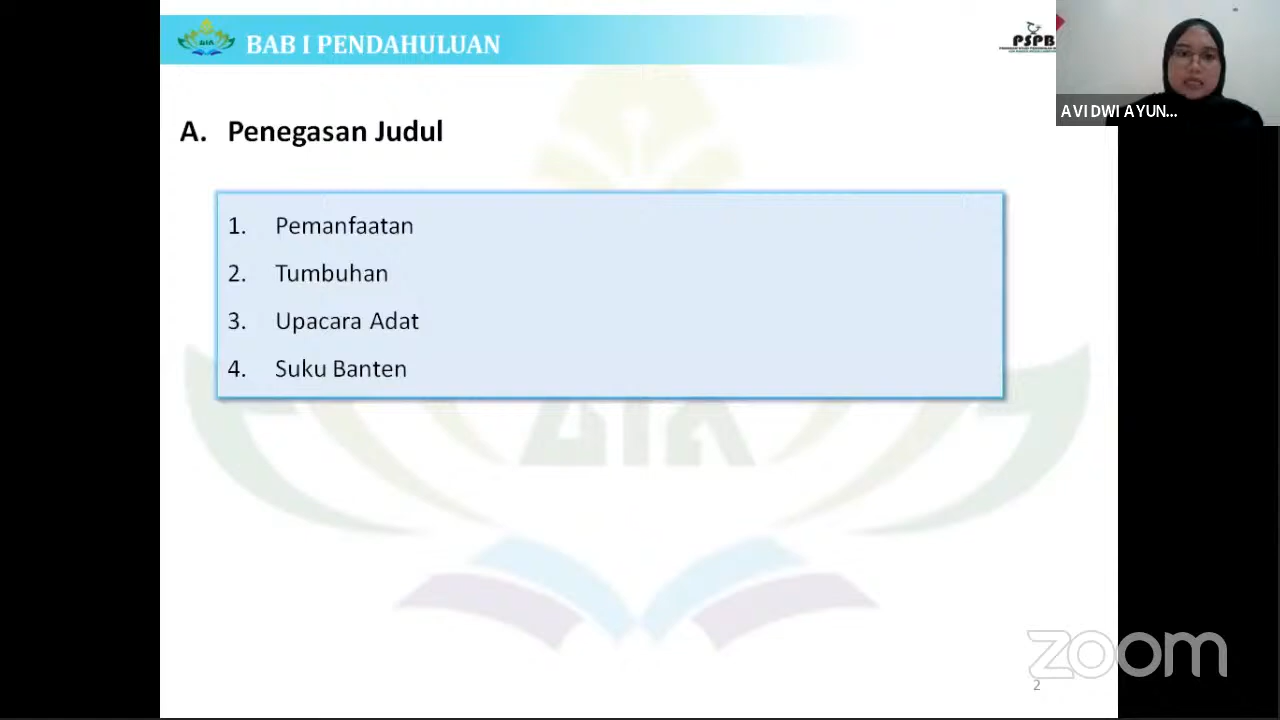 BAB I PENDAHULUAN
PSPB
AVI DWI AYUN...
A. Penegasan Judul
1. Pemanfaatan
2. Tumbuhan
3. Upacara Adat
4. Suku Banten
zoom
2